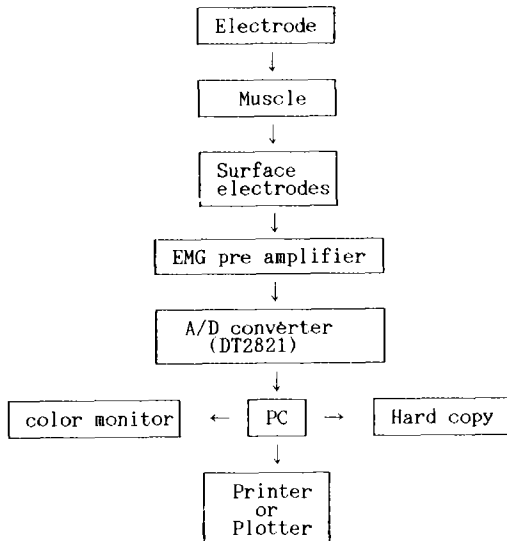 Electrode
↓
Muscle
↓
Surface
electrodes
↓
EMG pre amplifier
↓
A/D converter
(DT2821)
↓
color monitor ← PC → Hard copy
↓
Printer
or
Plotter